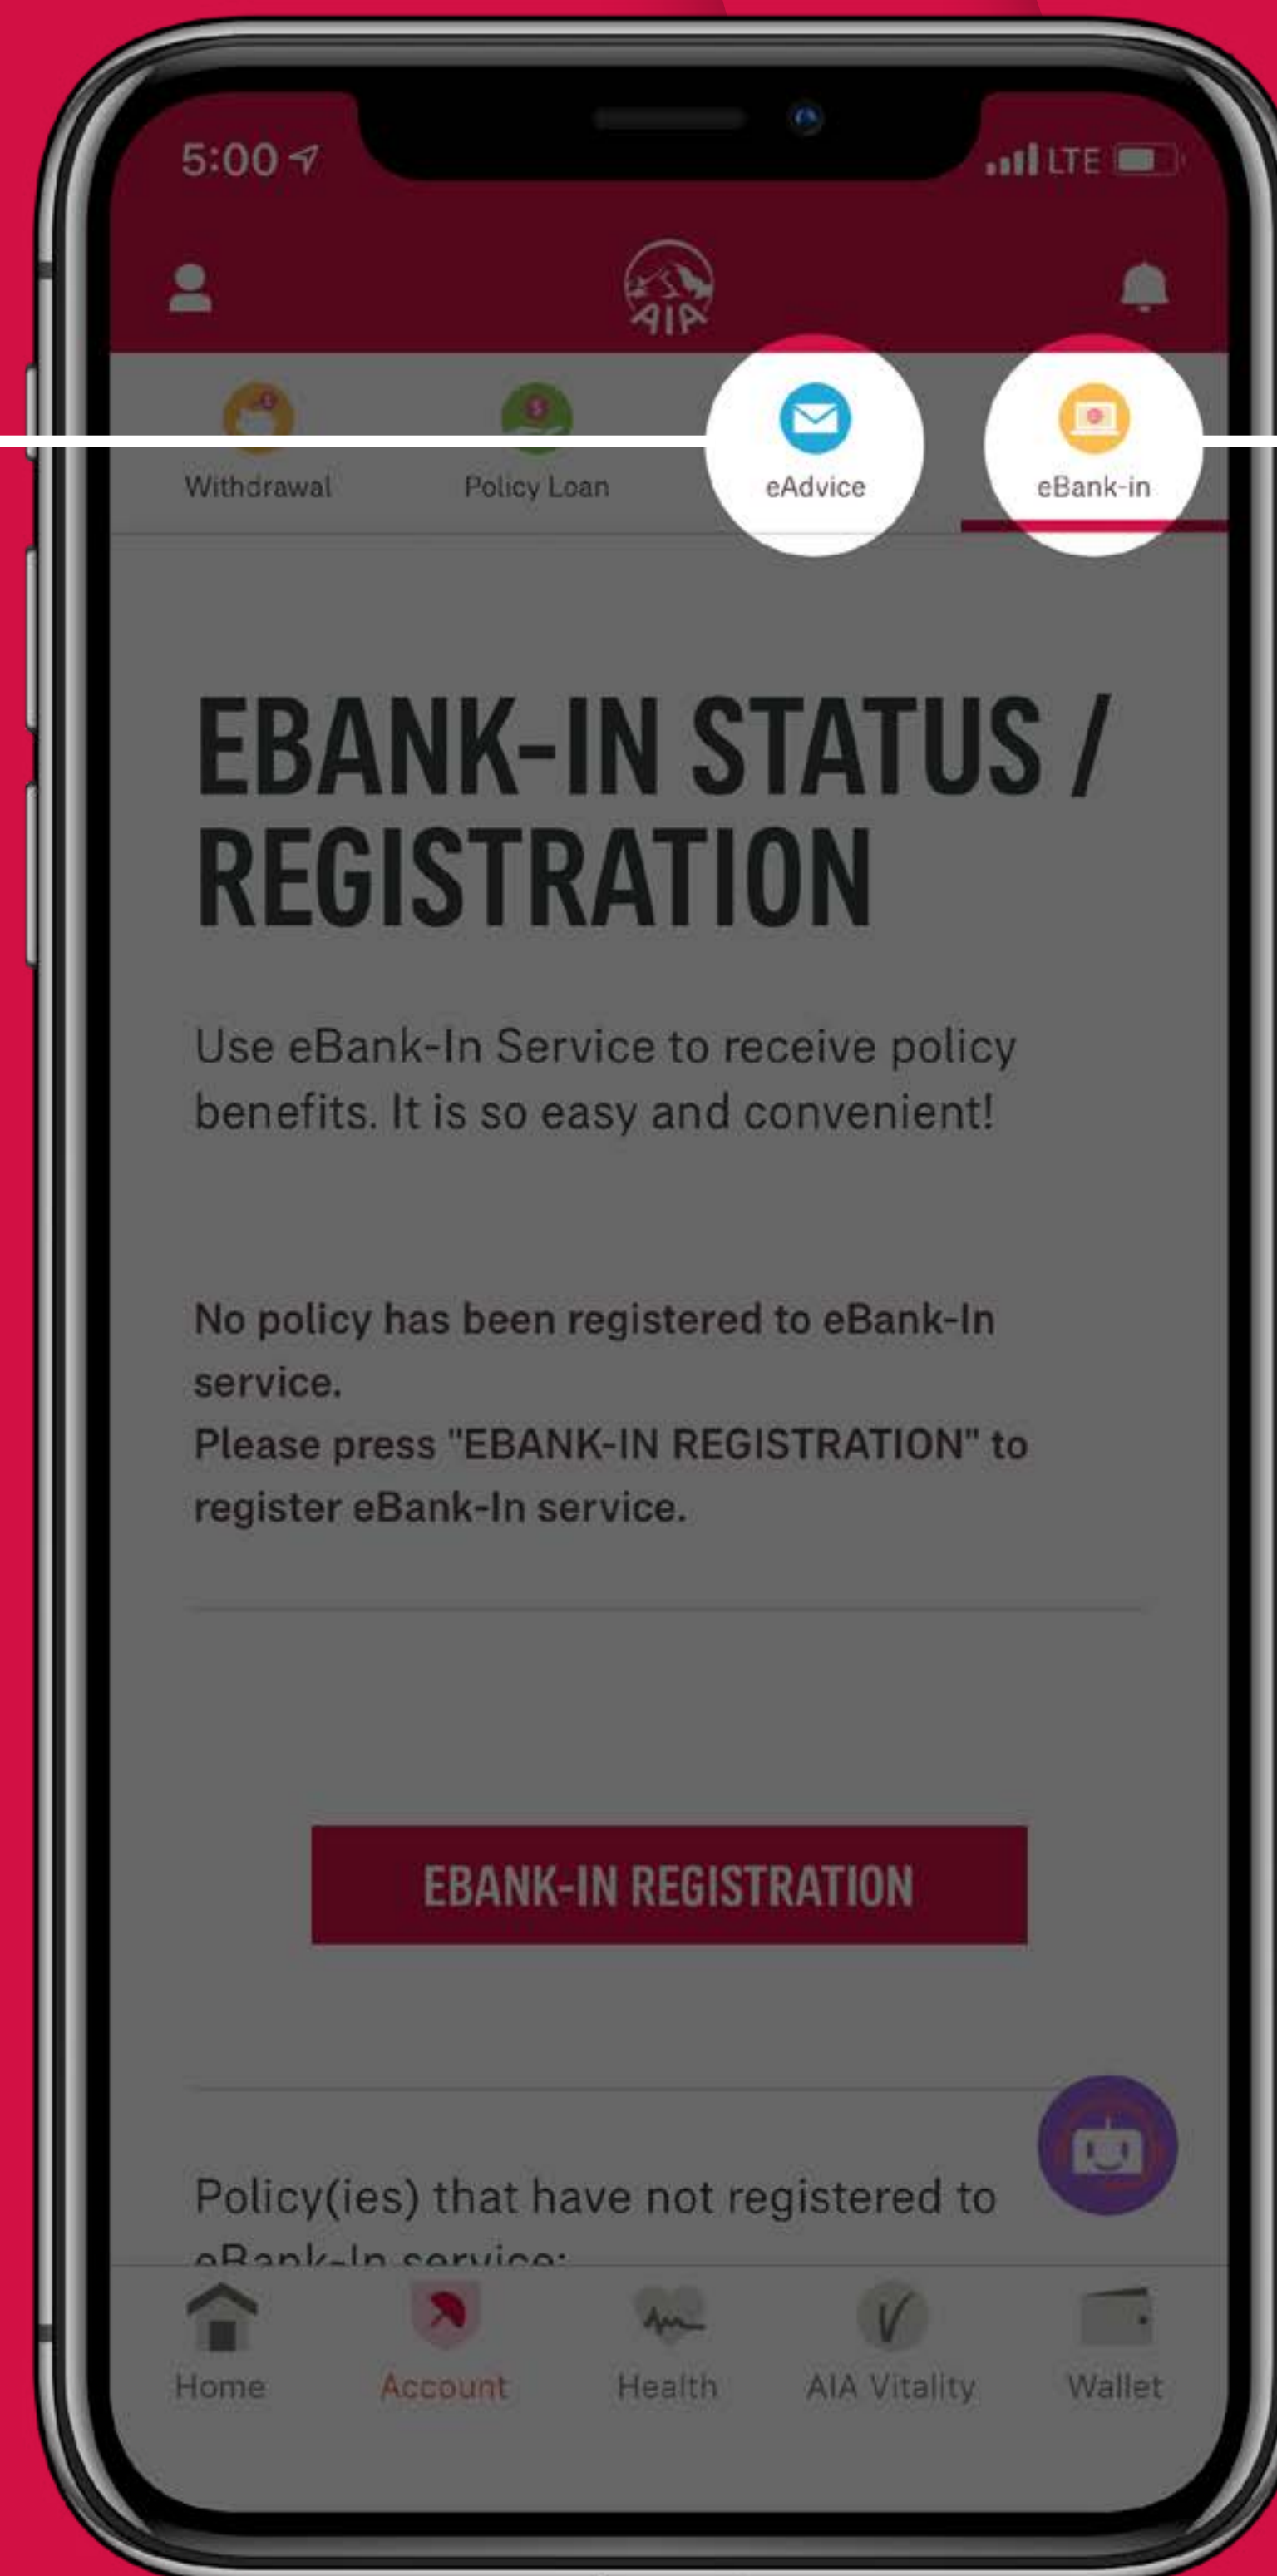 5:00
LTE
AIA
Withdrawal
Policy Loan
eAdvice
eBank-in
EBANK-IN STATUS /
REGISTRATION
Use eBank-In Service to receive policy
benefits. It is so easy and convenient!
No policy has been registered to eBank-In
service.
Please press "EBANK-IN REGISTRATION" to
register eBank-In service.
EBANK-IN REGISTRATION
Policy(ies) that have not registered to
eBank-In service:
Home
Account
Health
AIA Vitality
Wallet